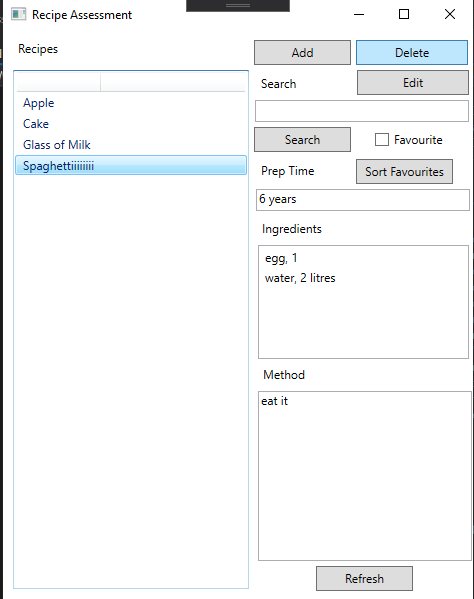 Recipe Assessment
Recipes
Add
Delete
Search
Edit
Apple
Cake
Glass of Milk
Spaghettiiiiiiii
Search
Favourite
Prep Time
Sort Favourites
6 years
Ingredients
egg, 1
water, 2 litres
Method
eat it
Refresh